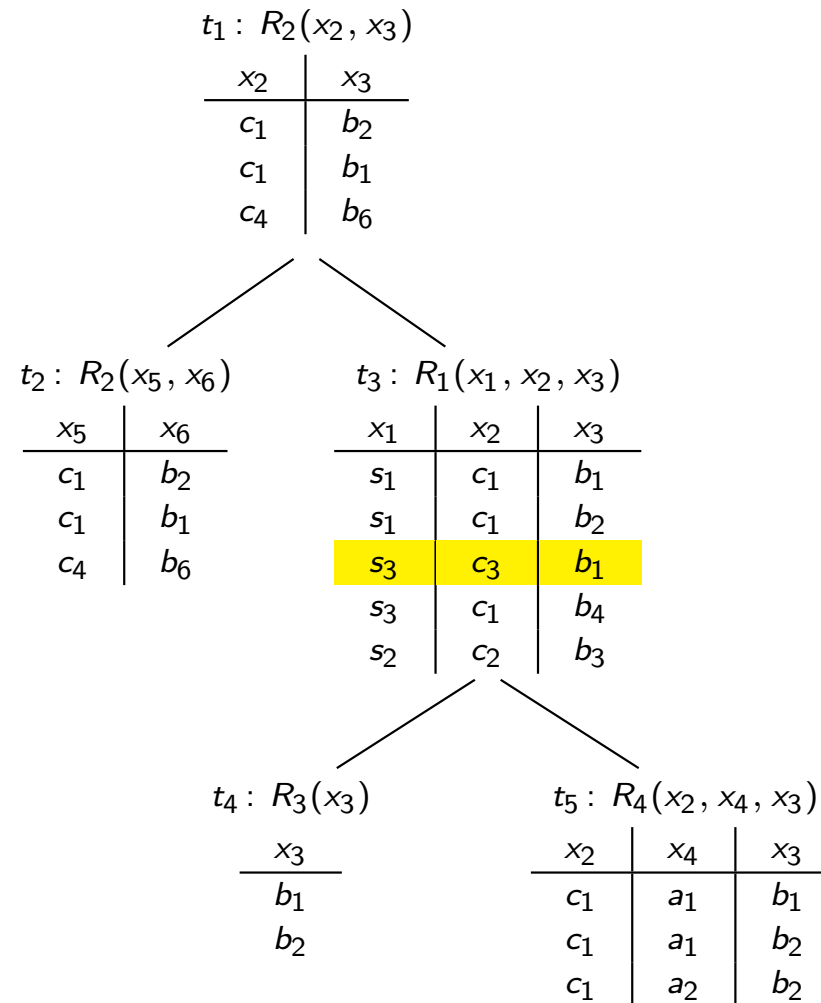 t₁ : R₂(x₂, x₃)
x₂ x₃
c₁ b₂
c₁ b₁
c₄ b₆
t₂ : R₂(x₅, x₆) t₃ : R₁(x₁, x₂, x₃)
x₅ x₆ x₁ x₂ x₃
c₁ b₂ s₁ c₁ b₁
c₁ b₁ s₁ c₁ b₂
c₄ b₆ s₃ c₃ b₁
s₃ c₁ b₄
s₂ c₂ b₃
t₄ : R₃(x₃) t₅ : R₄(x₂, x₄, x₃)
x₃ x₂ x₄ x₃
b₁ c₁ a₁ b₁
b₂ c₁ a₁ b₂
c₁ a₂ b₂